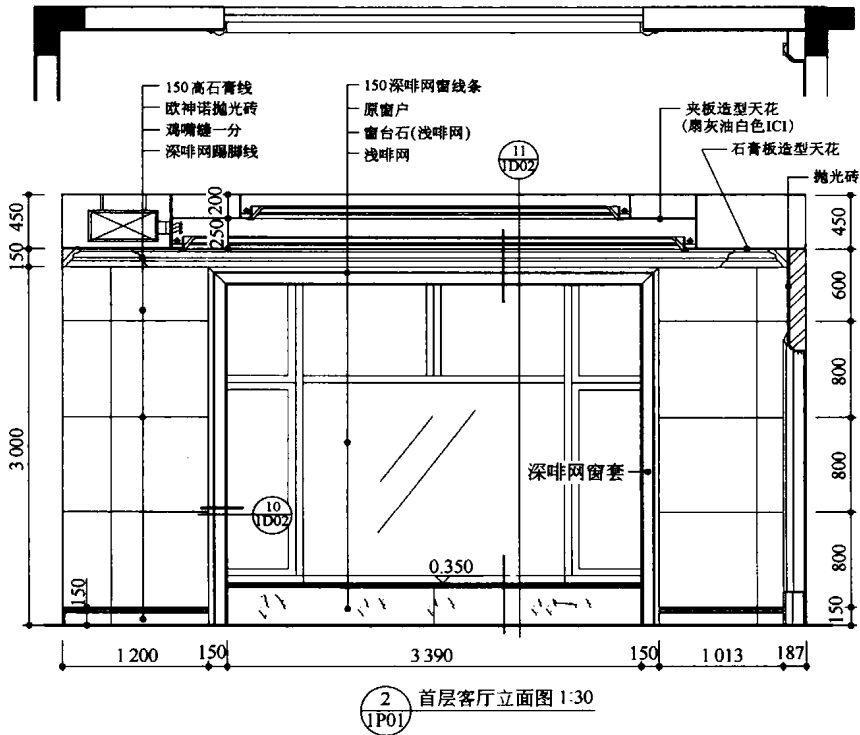 150高石膏线
欧神诺抛光砖
鸡嘴缝一分
深啡网踢脚线
150深啡网窗线条
原窗户
窗台石(浅啡网)
浅啡网
11
1D02
夹板造型天花
(扇灰油白色IC1)
石膏板造型天花
抛光砖
450
150
3 000
200
250
450
600
800
800
800
150
深啡网窗套
10
1D02
0.350
150
1 200
150
3 390
150
1 013
187
2
1P01
首层客厅立面图 1:30